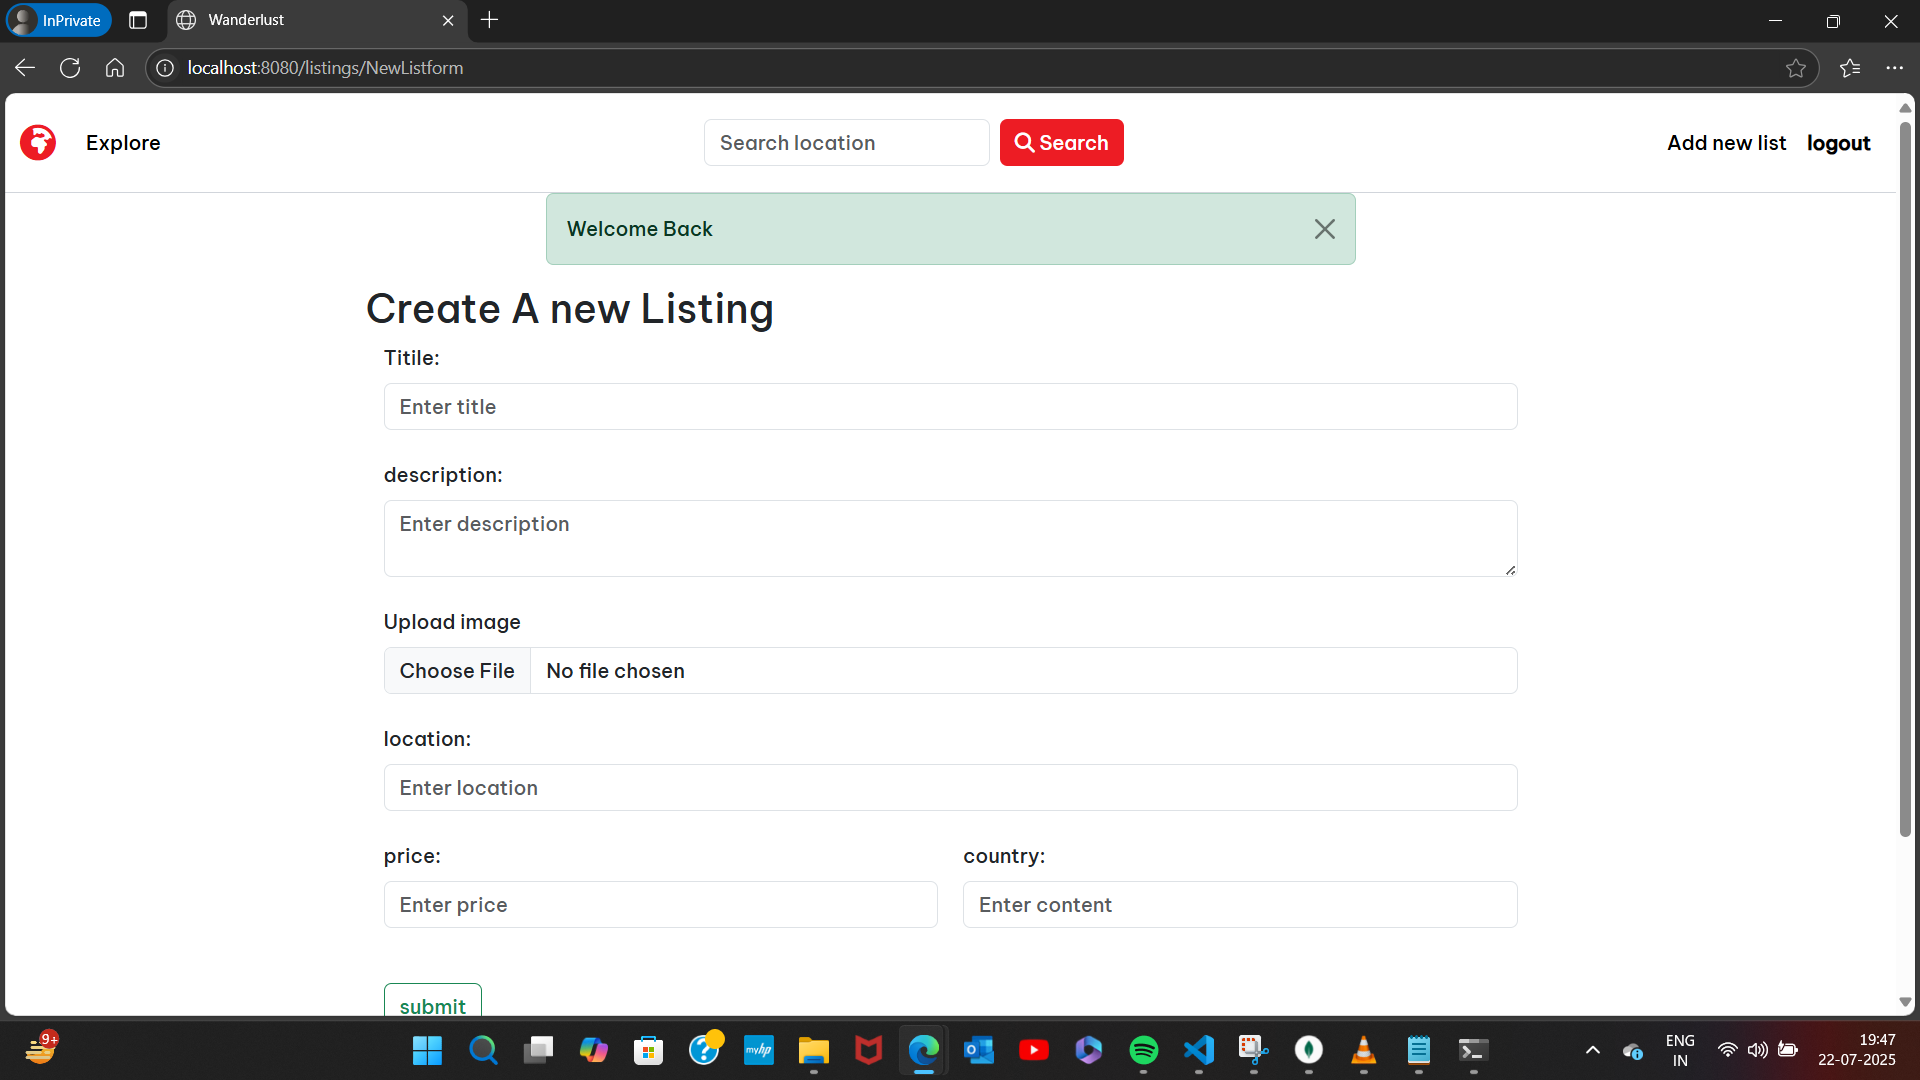 InPrivate
Wanderlust
localhost:8080/listings/NewListform
Explore
Search location
Search
Add new list
logout
Welcome Back
Create A new Listing
Titile:
Enter title
description:
Enter description
Upload image
Choose File
No file chosen
location:
Enter location
price:
country:
Enter price
Enter content
submit
9+
myhp
ENG
IN
19:47
22-07-2025